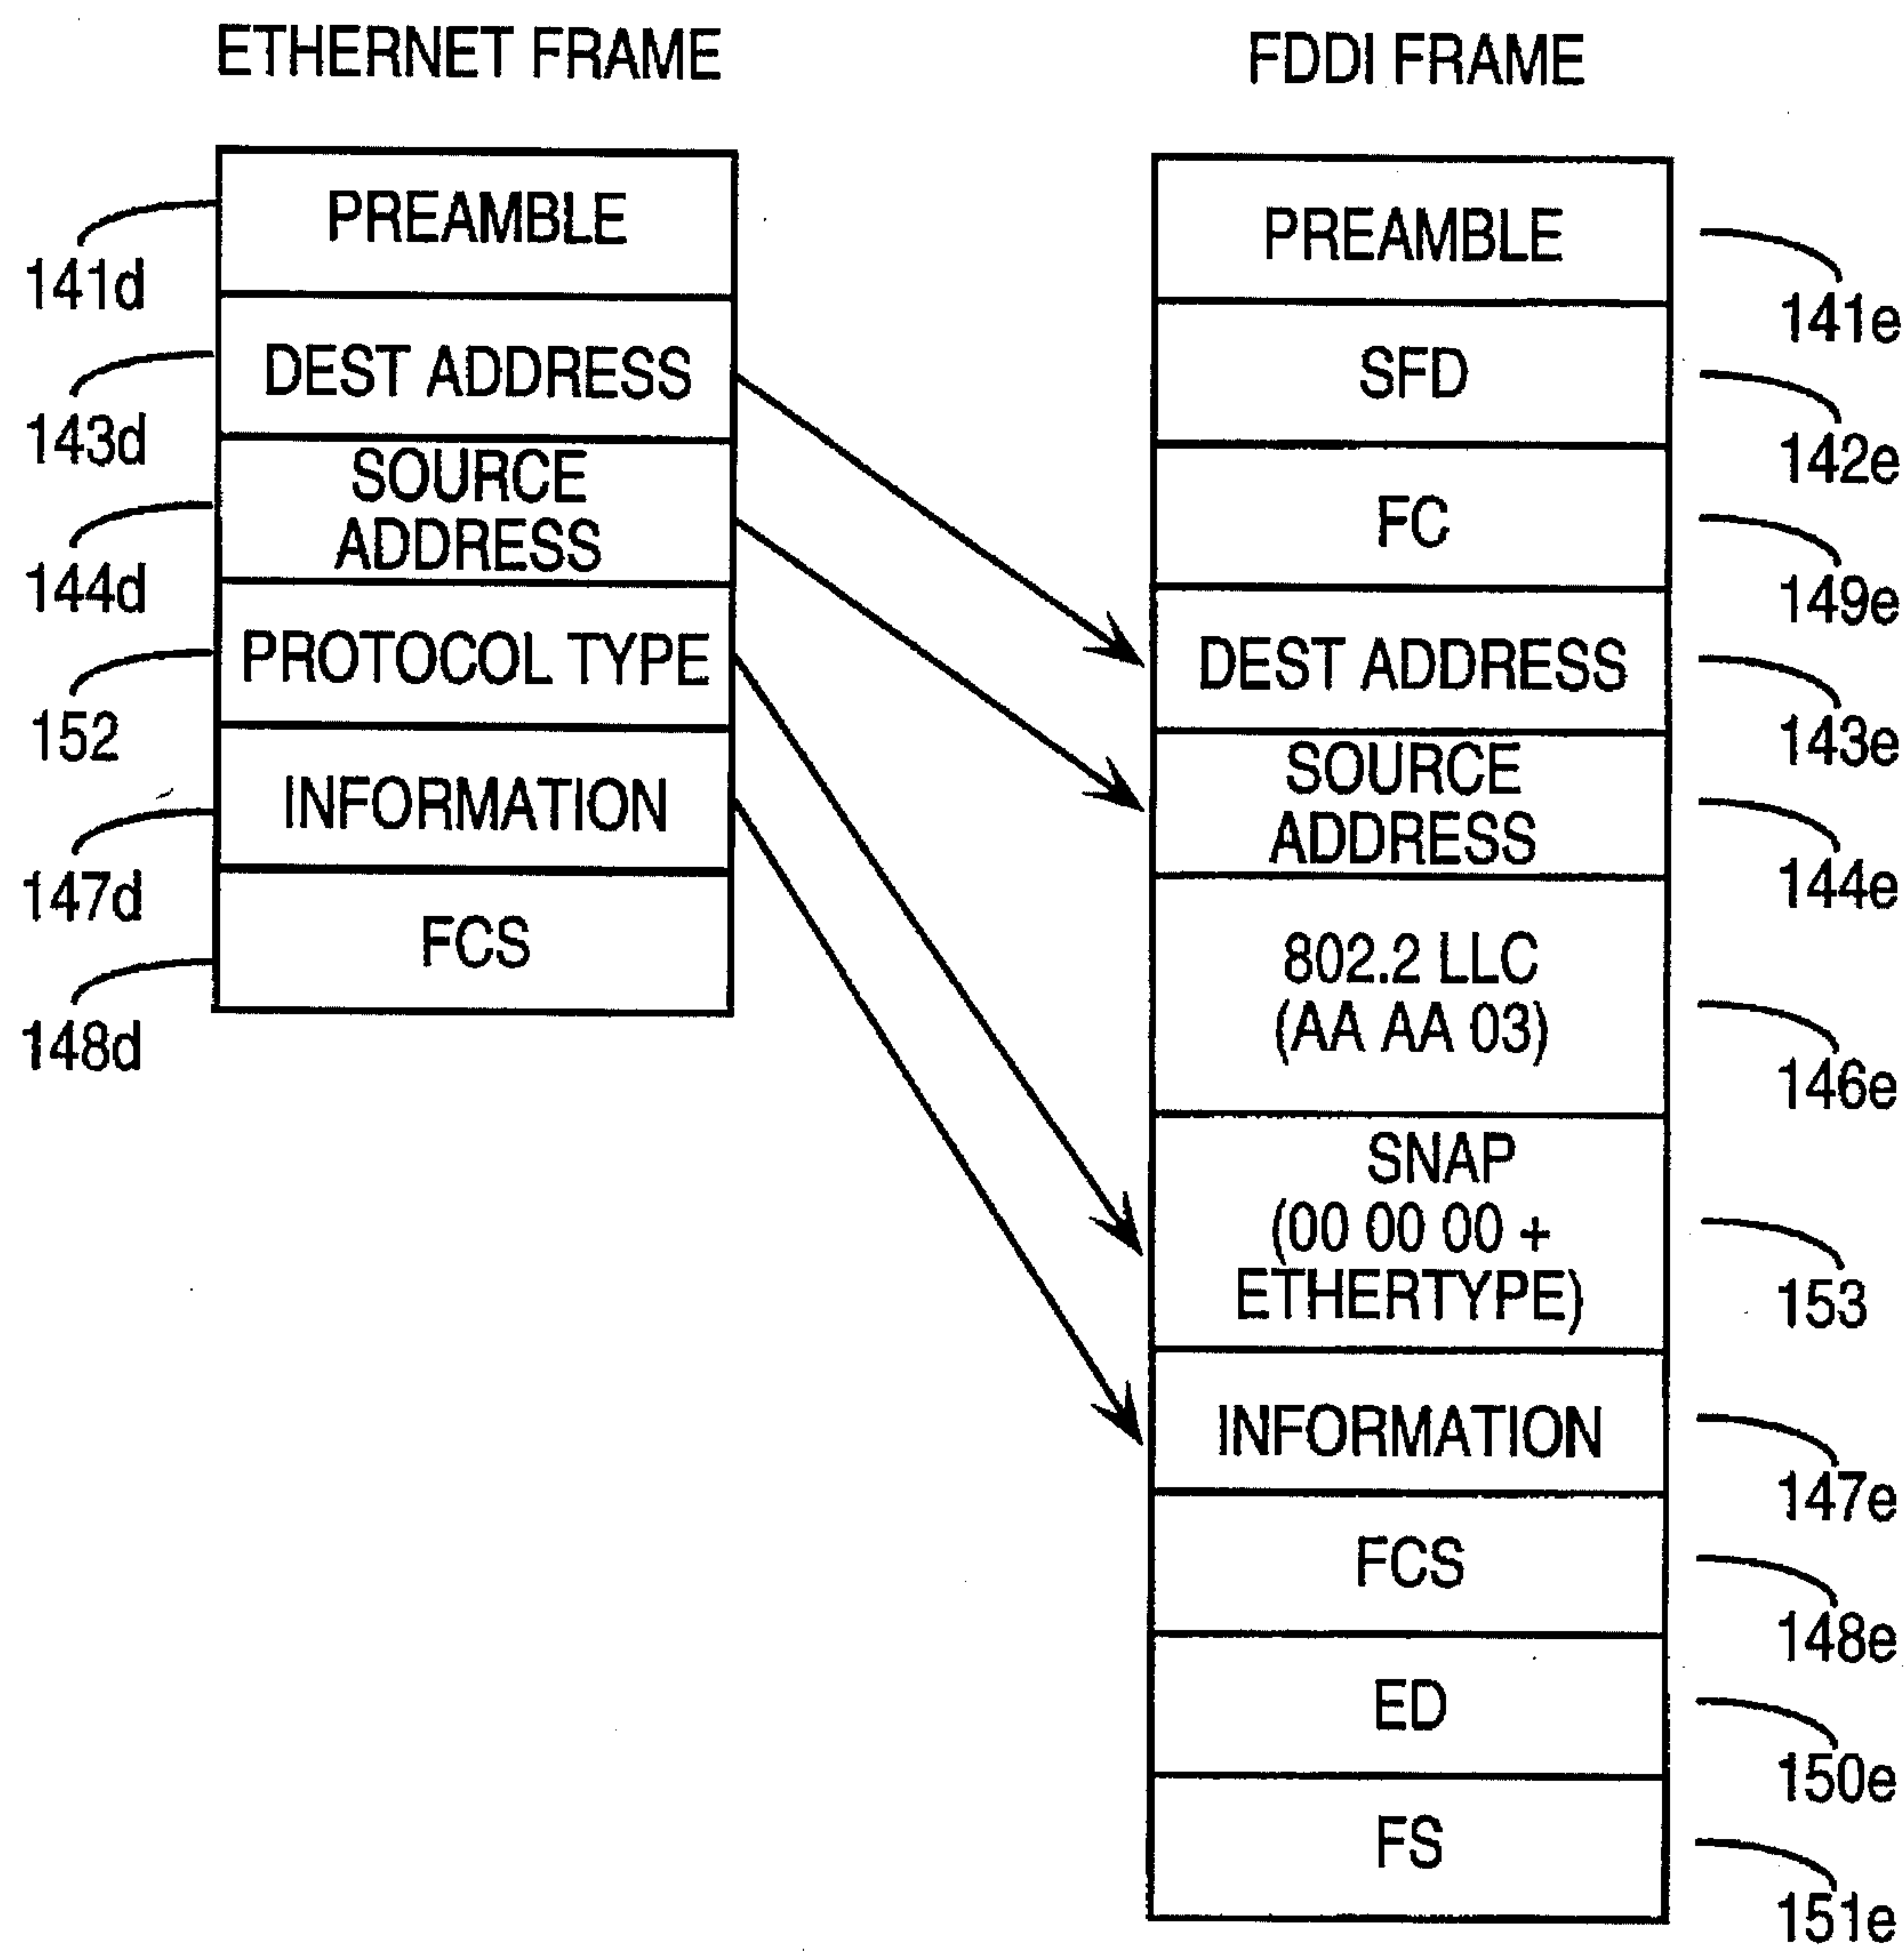 ETHERNET FRAME
PREAMBLE
141d
DEST ADDRESS
143d
SOURCE
ADDRESS
144d
PROTOCOL TYPE
152
INFORMATION
147d
FCS
148d
FDDI FRAME
PREAMBLE
141e
SFD
142e
FC
149e
DEST ADDRESS
143e
SOURCE
ADDRESS
144e
802.2 LLC
(AA AA 03)
146e
SNAP
(00 00 00 +
ETHERTYPE)
153
INFORMATION
147e
FCS
148e
ED
150e
FS
151e